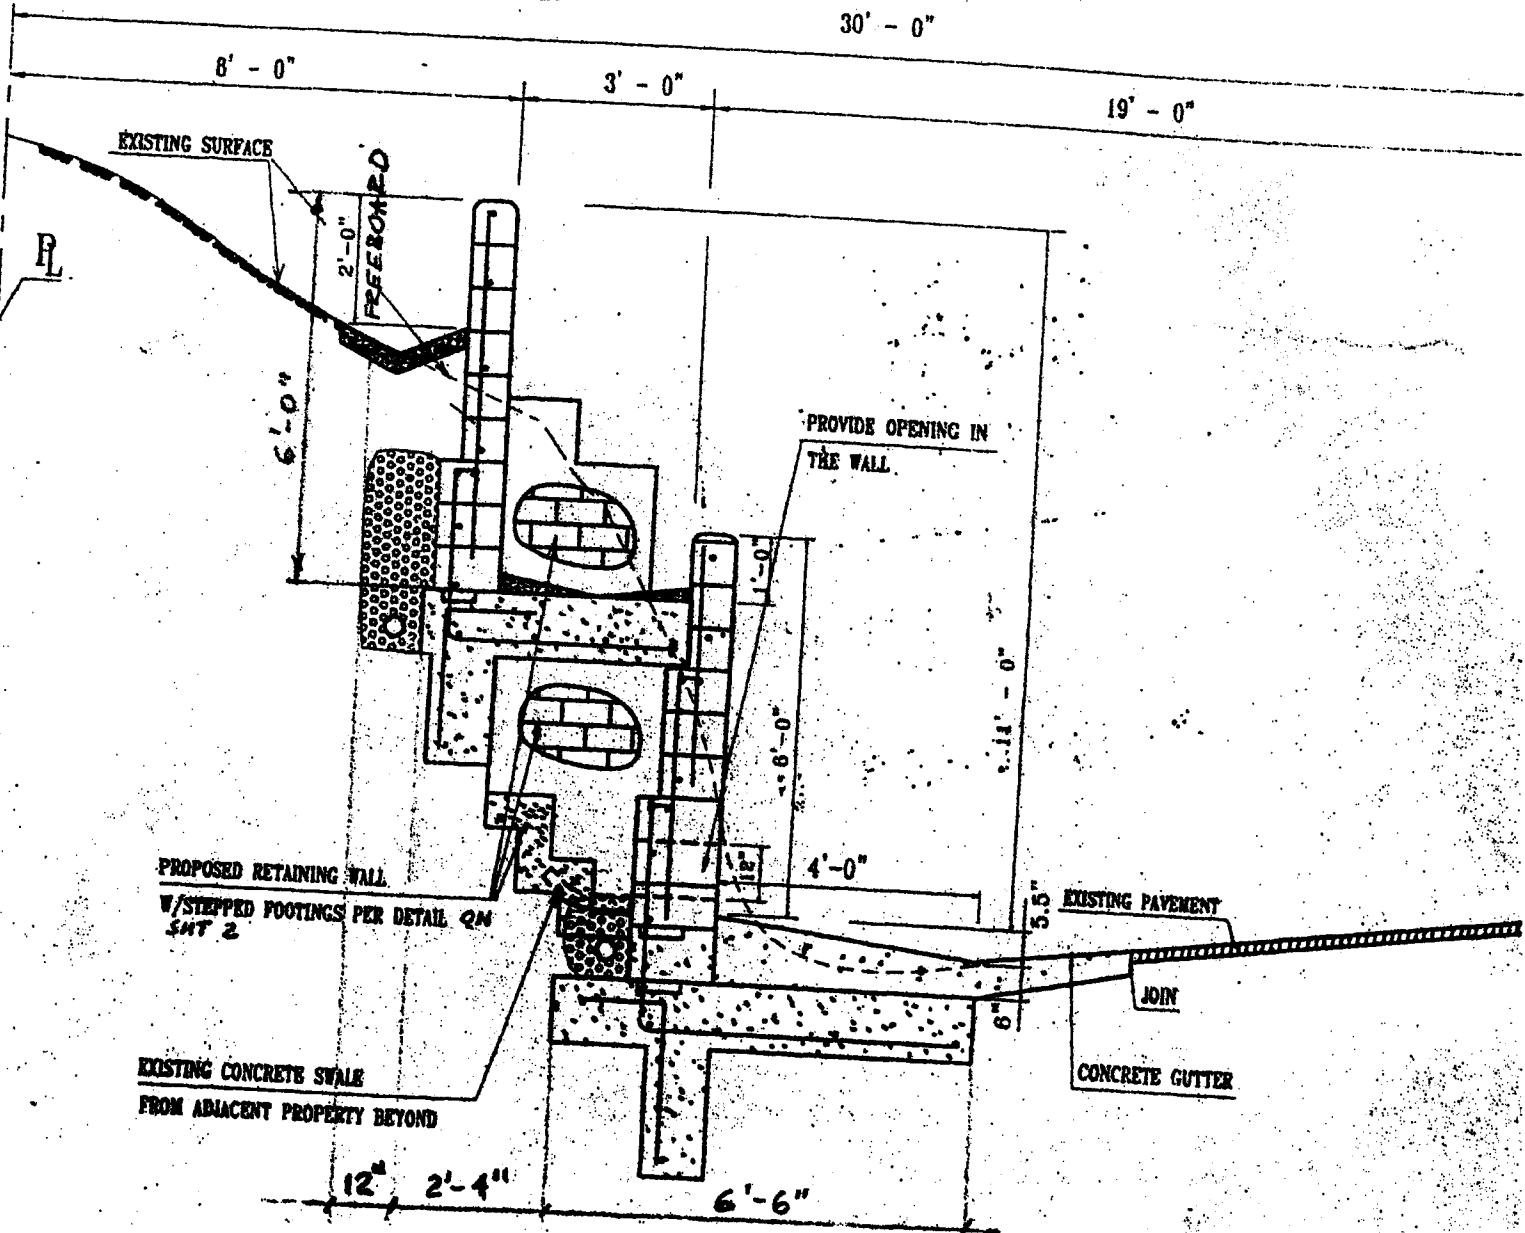 30' - 0"
8' - 0"
3' - 0"
19' - 0"
EXISTING SURFACE
2'-0"
FREEBOARD
PL
6'-0"
PROVIDE OPENING IN
THE WALL
1'-0"
6'-0"
11' - 0"
12"
4'-0"
5.5"
EXISTING PAVEMENT
PROPOSED RETAINING WALL
W/STEPPED FOOTINGS PER DETAIL ON
SHT 2
JOIN
6"
CONCRETE GUTTER
EXISTING CONCRETE SWALE
FROM ADJACENT PROPERTY BEYOND
12"
2'-4"
6'-6"